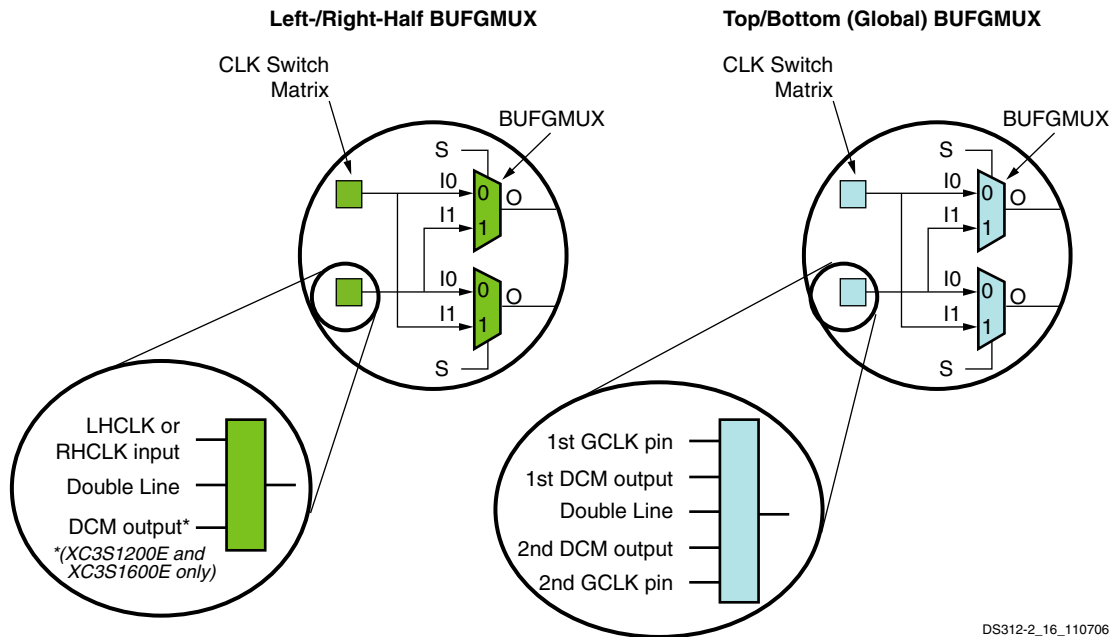 Left-/Right-Half BUFGMUX
CLK Switch
Matrix
BUFGMUX
S
I0
0
O
I1
1
I0
0
O
I1
1
S
LHCLK or
RHCLK input
Double Line
DCM output*
*(XC3S1200E and
XC3S1600E only)
Top/Bottom (Global) BUFGMUX
CLK Switch
Matrix
BUFGMUX
S
I0
0
O
I1
1
I0
0
O
I1
1
S
1st GCLK pin
1st DCM output
Double Line
2nd DCM output
2nd GCLK pin
DS312-2_16_110706